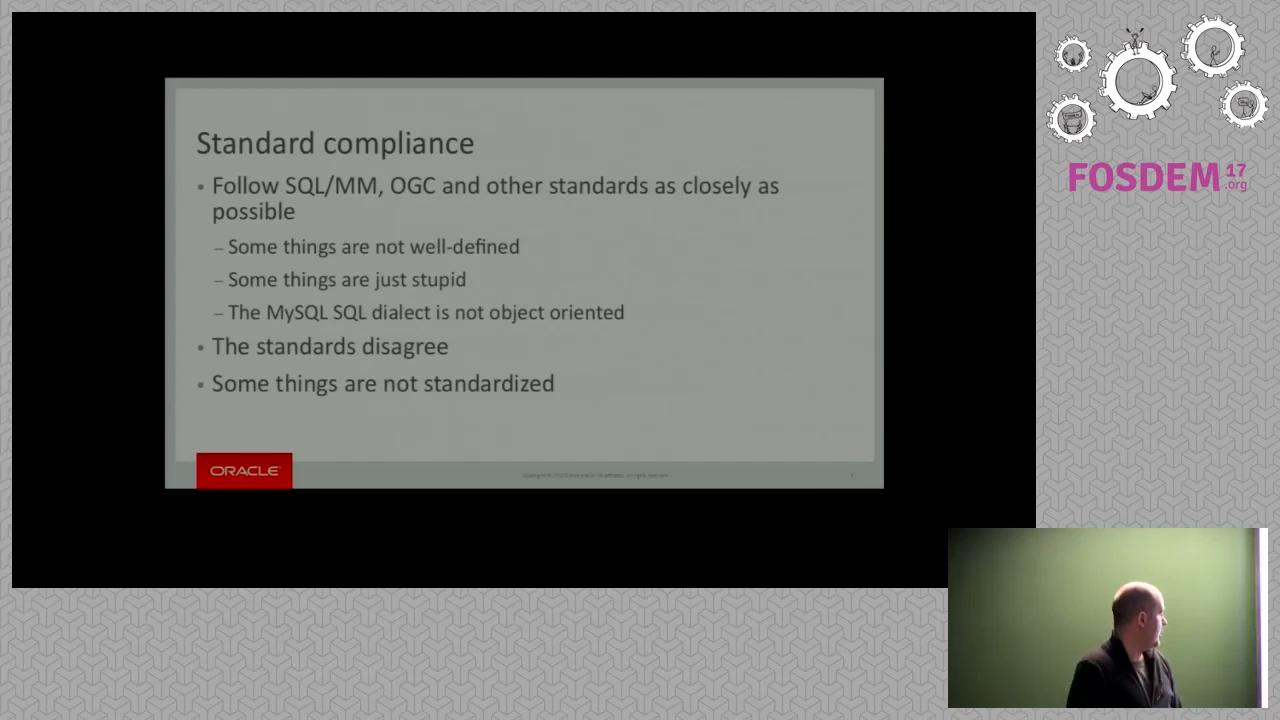 Standard compliance
• Follow SQL/MM, OGC and other standards as closely as
possible
– Some things are not well-defined
– Some things are just stupid
– The MySQL SQL dialect is not object oriented
• The standards disagree
• Some things are not standardized
ORACLE
FOSDEM 17
.org